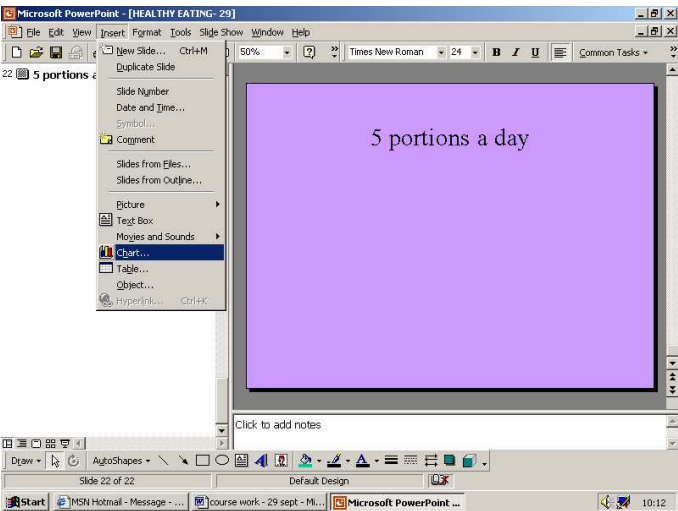 Microsoft PowerPoint - [HEALTHY EATING- 29]
File Edit View Insert Format Tools Slide Show Window Help
50% Times New Roman 24 B I U Common Tasks
22 5 portions a
New Slide... Ctrl+M
Duplicate Slide
Slide Number
Date and Time...
Symbol...
Comment
Slides from Files...
Slides from Outline...
Picture
Text Box
Movies and Sounds
Chart...
Table...
Object...
Hyperlink... Ctrl+K
5 portions a day
Click to add notes
Draw AutoShapes
Slide 22 of 22 Default Design
Start MSN Hotmail - Message - ... course work - 29 sept - Mi... Microsoft PowerPoint ... 10:12